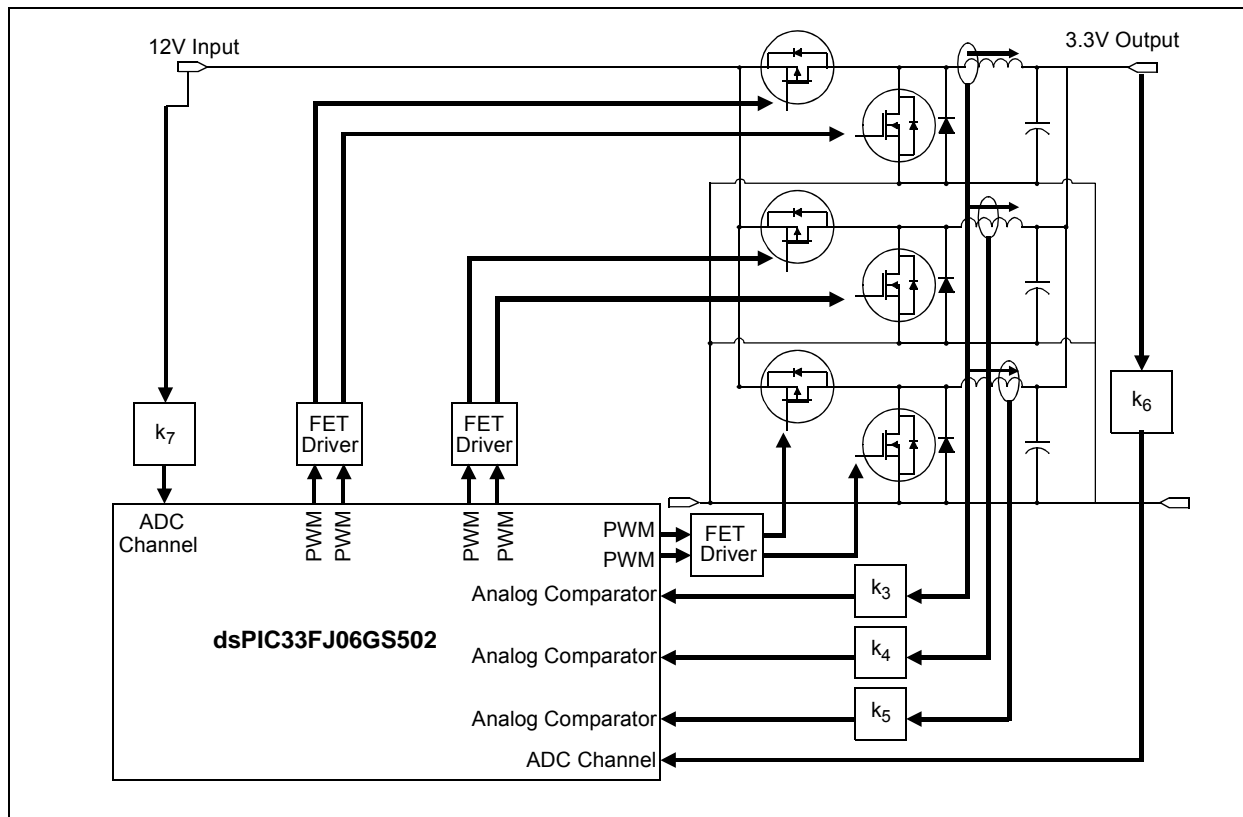 12V Input
3.3V Output
k7
FET
Driver
FET
Driver
k6
ADC
Channel
PWM
PWM
PWM
PWM
PWM
PWM
FET
Driver
Analog Comparator
k3
dsPIC33FJ06GS502
Analog Comparator
k4
Analog Comparator
k5
ADC Channel